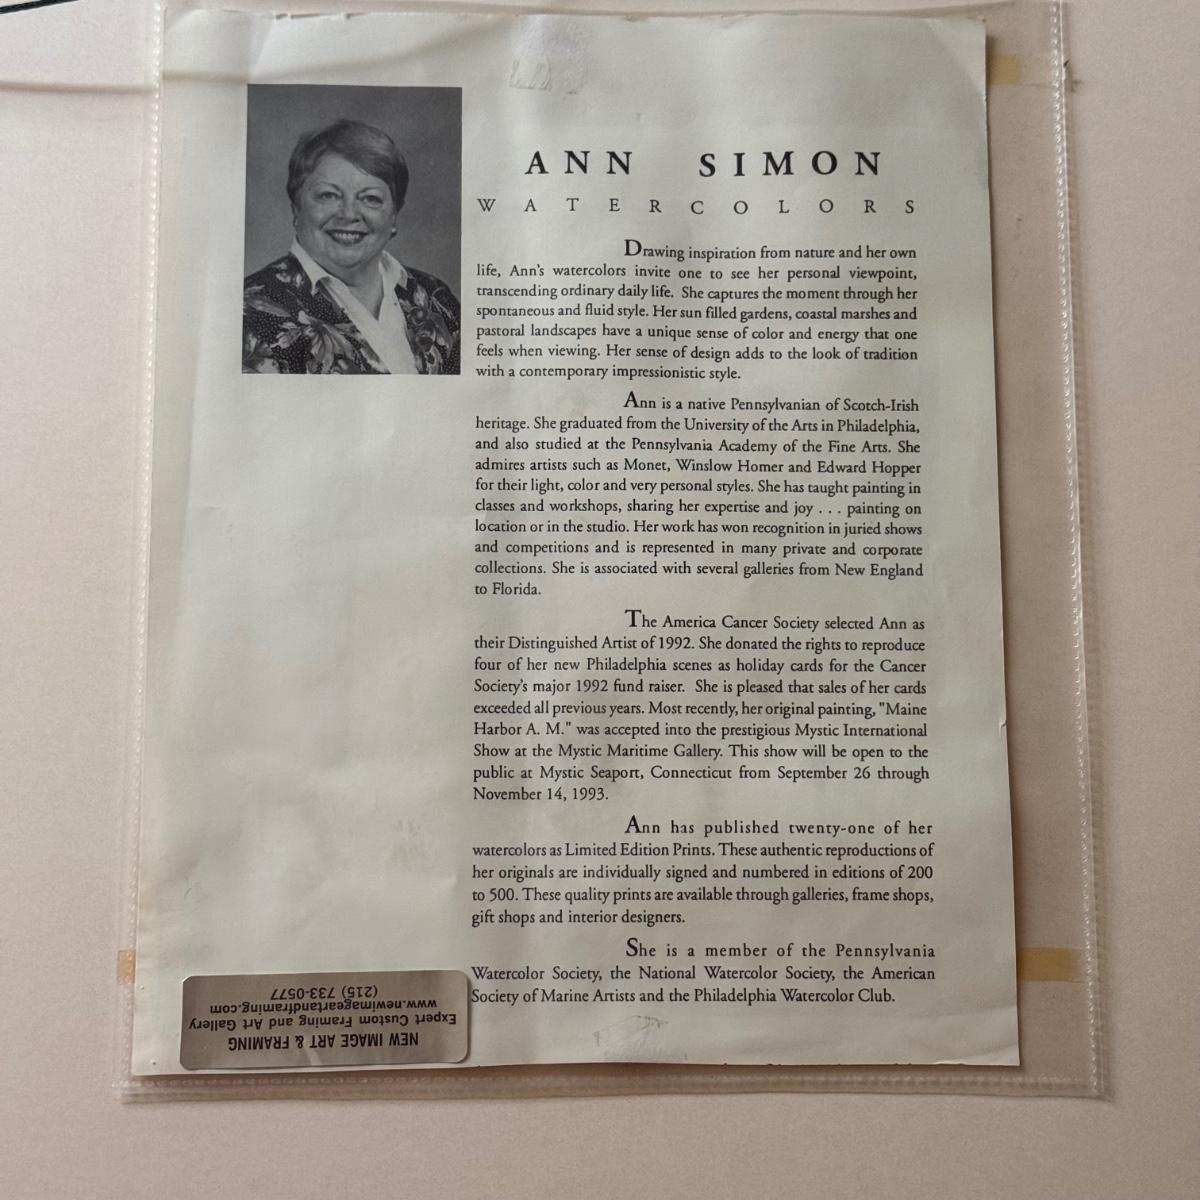 ANN SIMON
WATERCOLORS
Drawing inspiration from nature and her own
life, Ann's watercolors invite one to see her personal viewpoint,
transcending ordinary daily life. She captures the moment through her
spontaneous and fluid style. Her sun filled gardens, coastal marshes and
pastoral landscapes have a unique sense of color and energy that one
feels when viewing. Her sense of design adds to the look of tradition
with a contemporary impressionistic style.
Ann is a native Pennsylvanian of Scotch-Irish
heritage. She graduated from the University of the Arts in Philadelphia,
and also studied at the Pennsylvania Academy of the Fine Arts. She
admires artists such as Monet, Winslow Homer and Edward Hopper
for their light, color and very personal styles. She has taught painting in
classes and workshops, sharing her expertise and joy . . . painting on
location or in the studio. Her work has won recognition in juried shows
and competitions and is represented in many private and corporate
collections. She is associated with several galleries from New England
to Florida.
The America Cancer Society selected Ann as
their Distinguished Artist of 1992. She donated the rights to reproduce
four of her new Philadelphia scenes as holiday cards for the Cancer
Society's major 1992 fund raiser. She is pleased that sales of her cards
exceeded all previous years. Most recently, her original painting, "Maine
Harbor A. M." was accepted into the prestigious Mystic International
Show at the Mystic Maritime Gallery. This show will be open to the
public at Mystic Seaport, Connecticut from September 26 through
November 14, 1993.
Ann has published twenty-one of her
watercolors as Limited Edition Prints. These authentic reproductions of
her originals are individually signed and numbered in editions of 200
to 500. These quality prints are available through galleries, frame shops,
gift shops and interior designers.
She is a member of the Pennsylvania
Watercolor Society, the National Watercolor Society, the American
Society of Marine Artists and the Philadelphia Watercolor Club.
NEW IMAGE ART & FRAMING
Expert Custom Framing and Art Gallery
www.newimageartandframing.com
(215) 733-0577